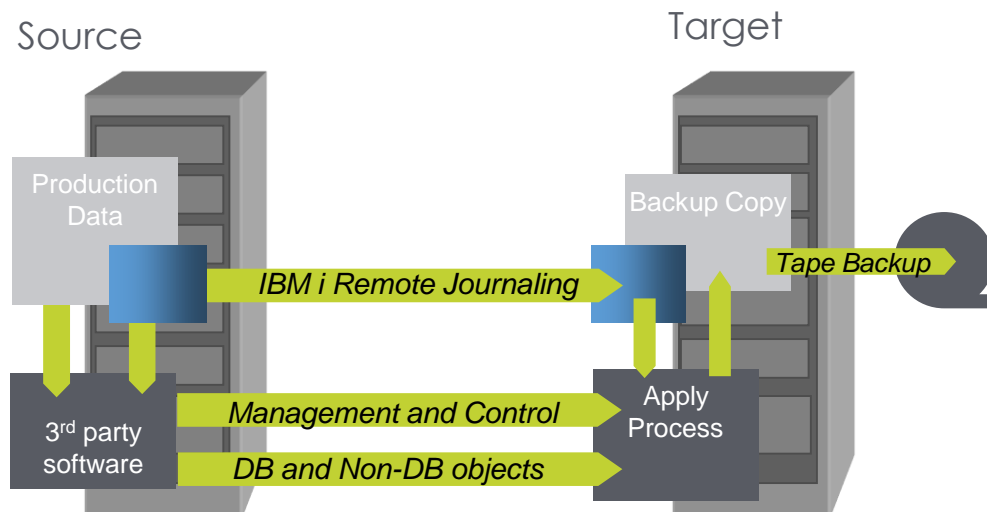 Source
Target
Production
Data
Backup Copy
Tape Backup
IBM i Remote Journaling
3rd party
software
Management and Control
Apply
Process
DB and Non-DB objects